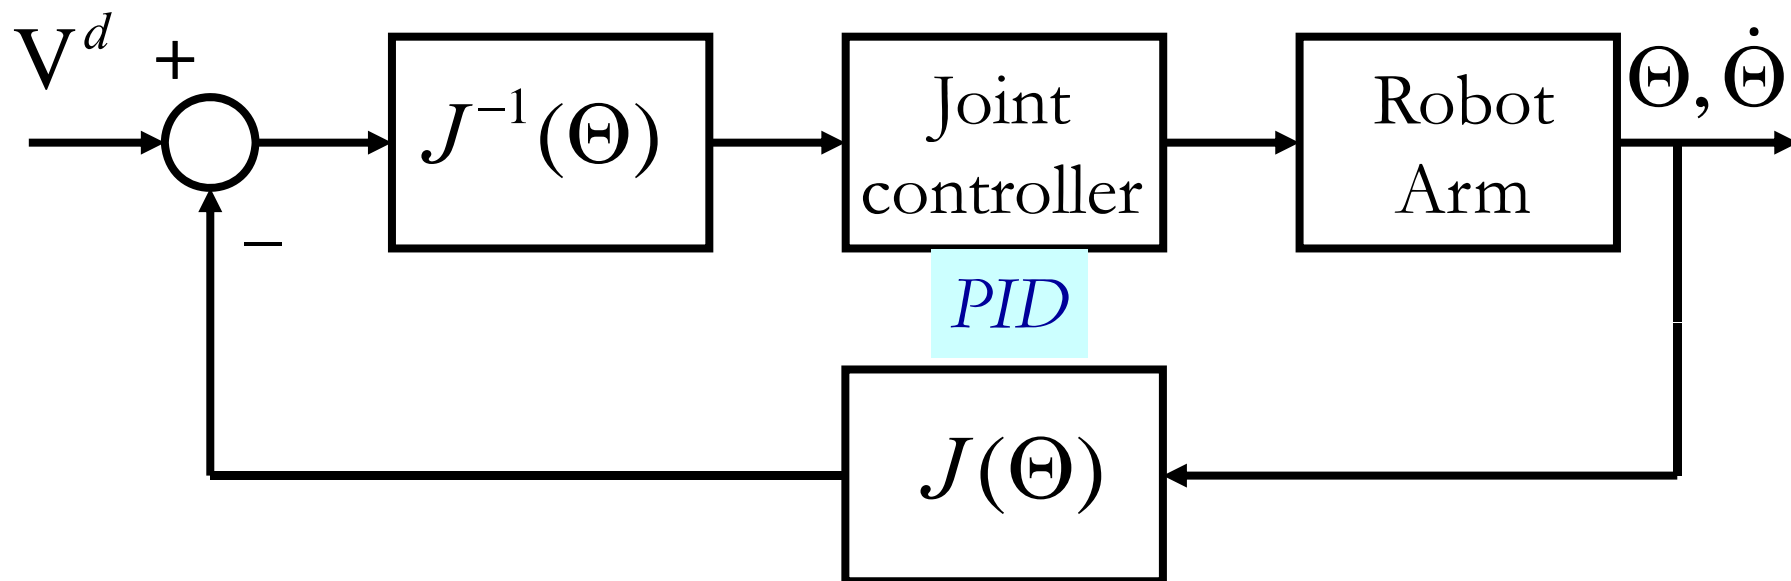 V^d +
−
J⁻¹(Θ)
Joint
controller
PID
Robot
Arm
Θ, Θ̇
J(Θ)